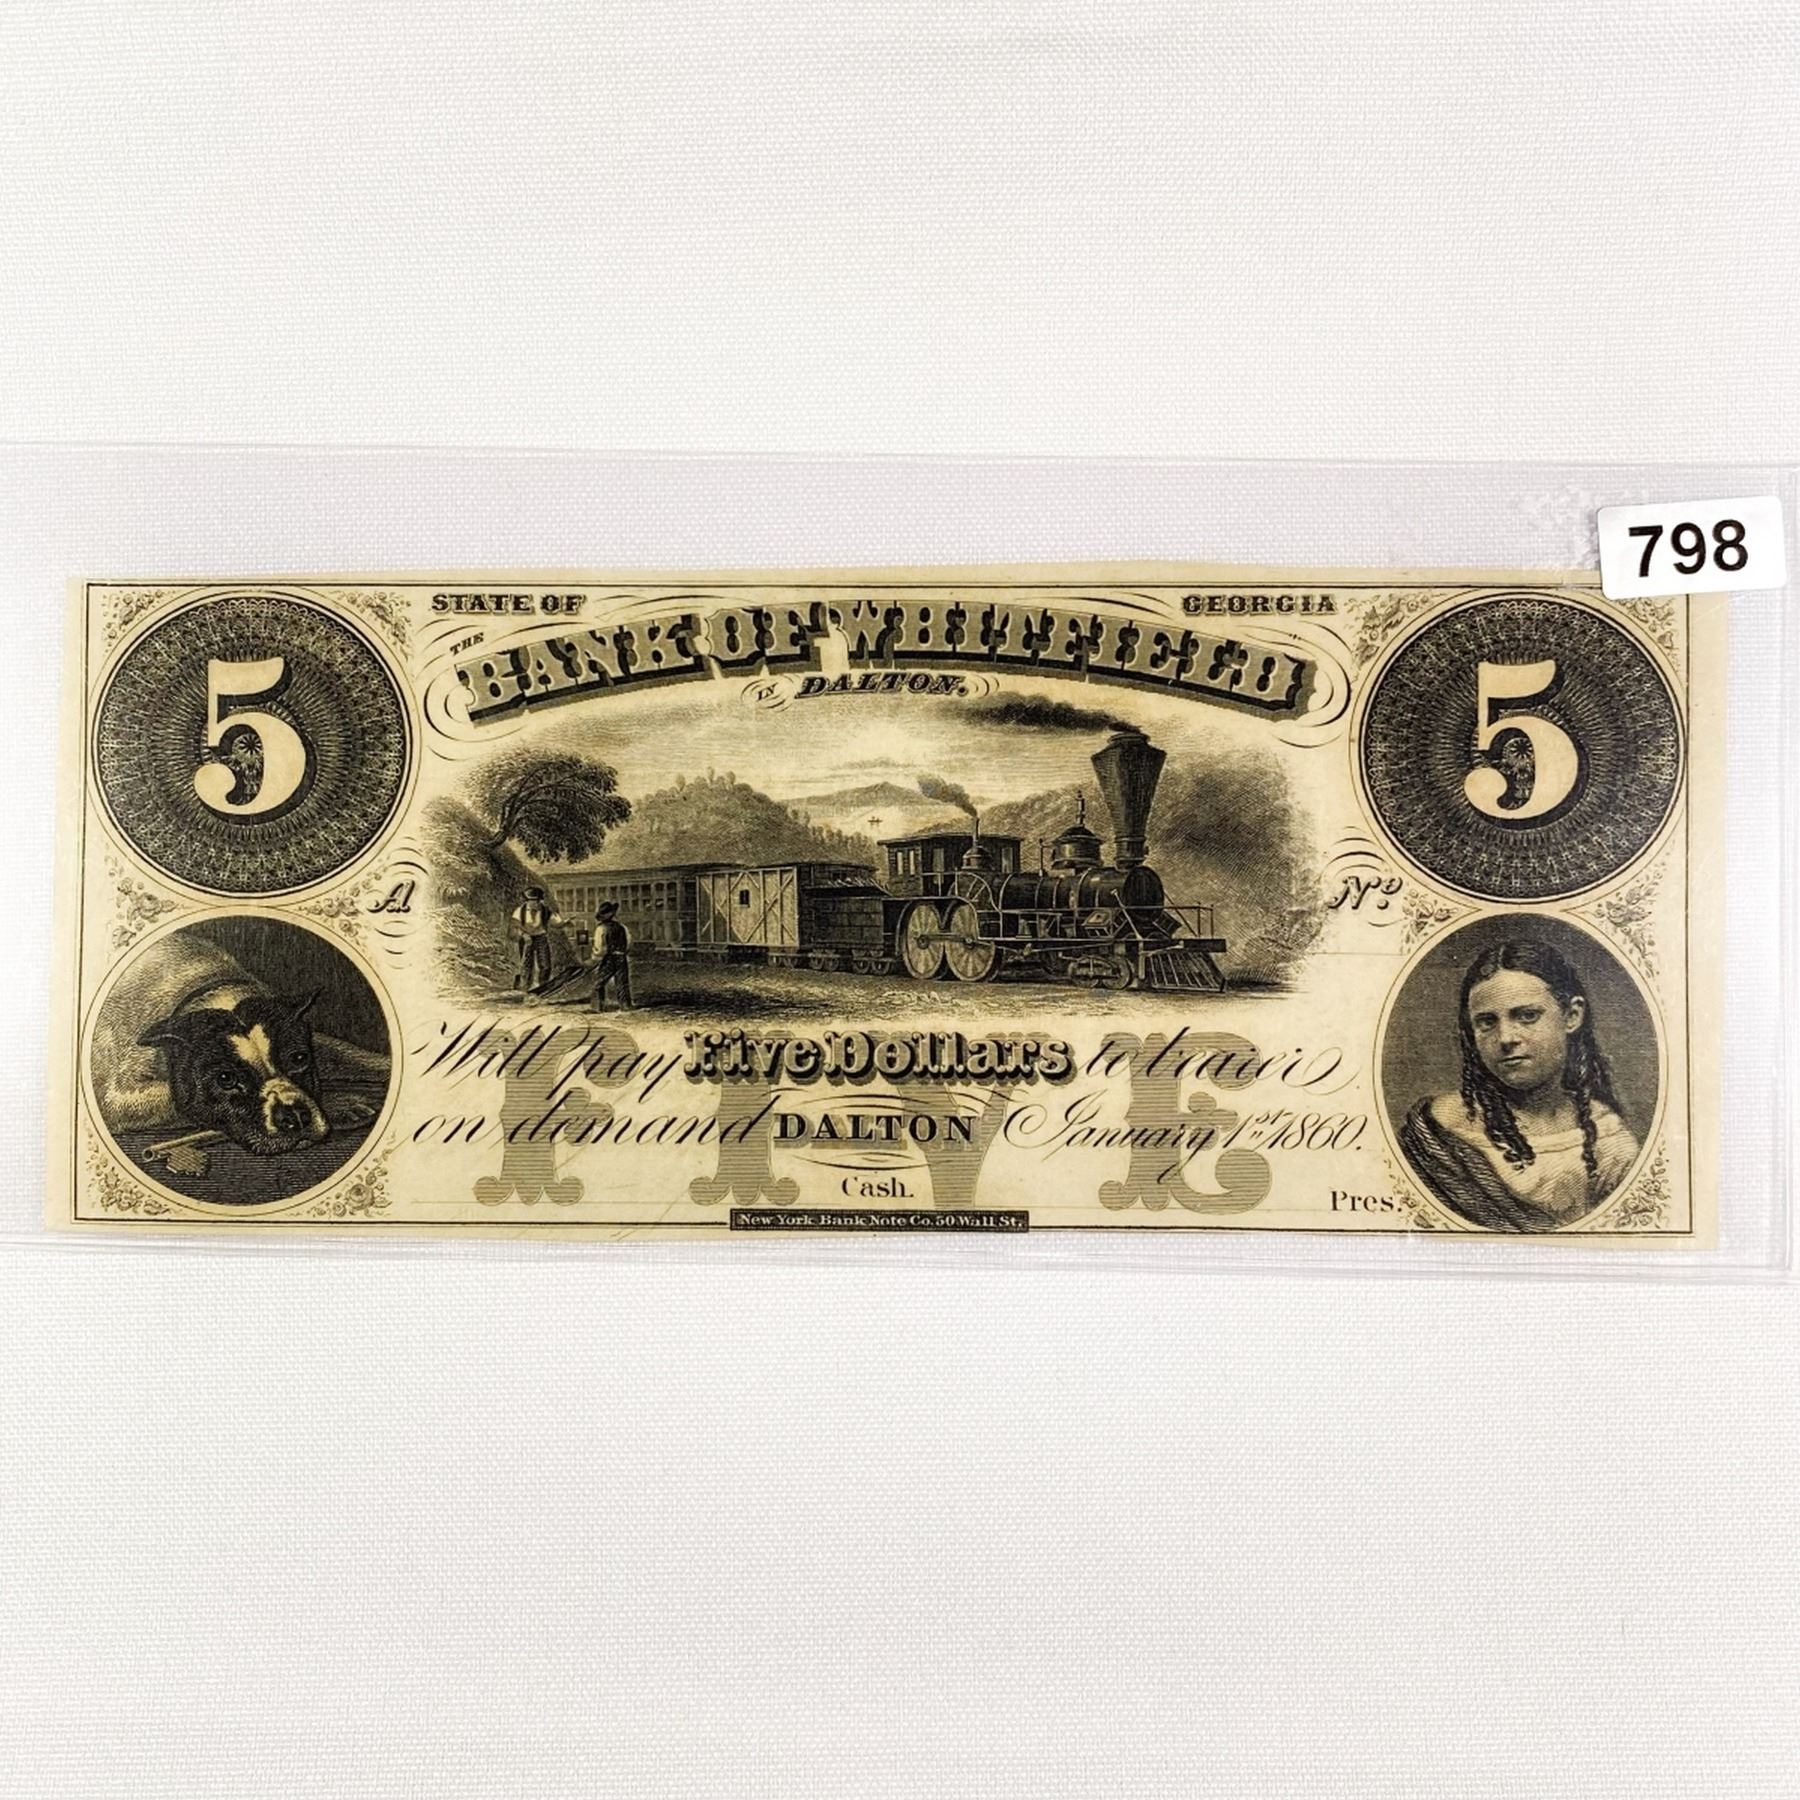 798
STATE OF GEORGIA
THE
BANK OF WHITFIELD
IN DALTON.
5 5
A No
Will pay Five Dollars to bearer
on demand DALTON January 1st 1860.
FIVE
Cash. Pres.
New York Bank Note Co. 50 Wall St.